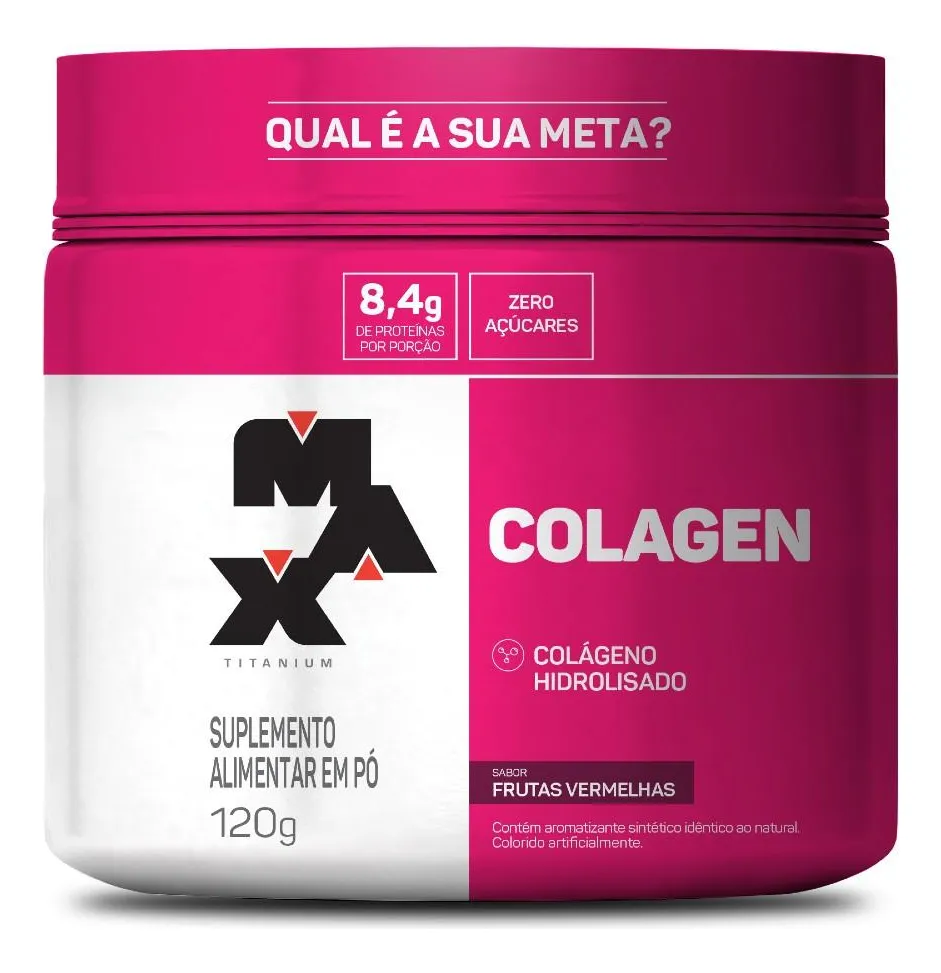 QUAL É A SUA META?
8,4g
DE PROTEÍNAS
POR PORÇÃO
ZERO
AÇÚCARES
MAX
TITANIUM
SUPLEMENTO
ALIMENTAR EM PÓ
120g
COLAGEN
COLÁGENO
HIDROLISADO
SABOR
FRUTAS VERMELHAS
Contém aromatizante sintético idêntico ao natural.
Colorido artificialmente.